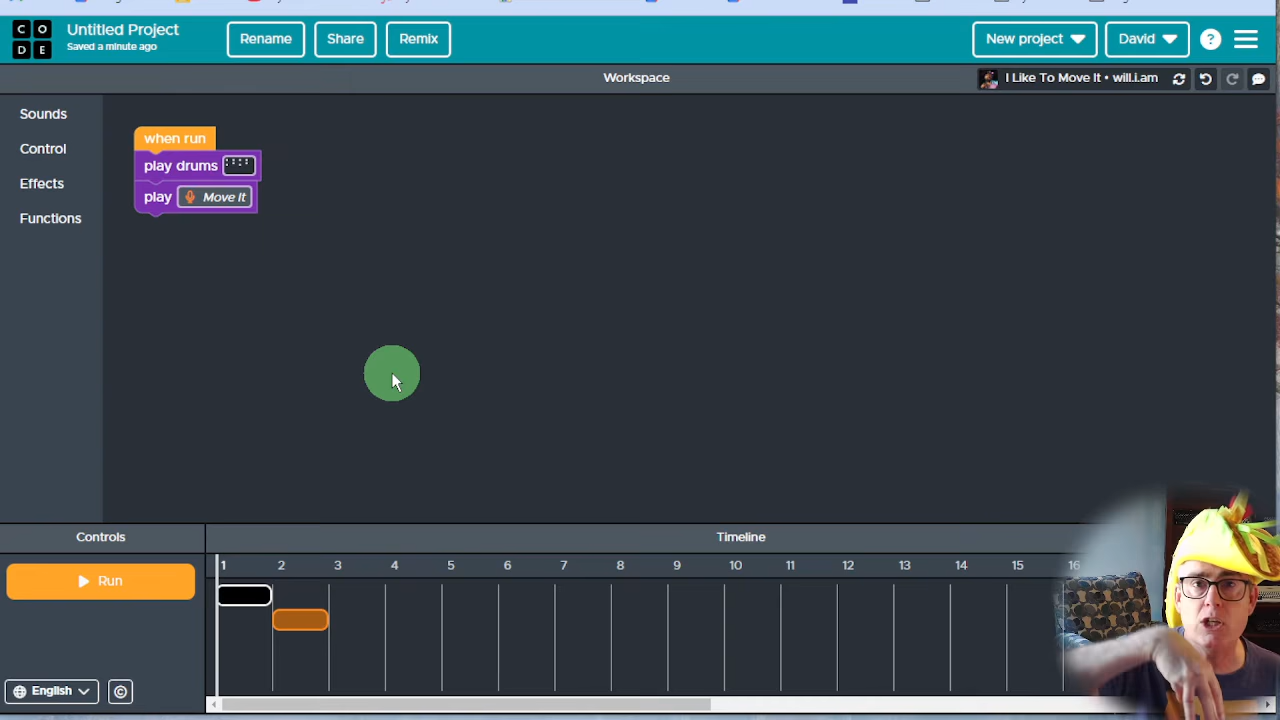 C O
D E
Untitled Project
Saved a minute ago
Rename
Share
Remix
New project
David
?
Workspace
I Like To Move It • will.i.am
Sounds
Control
Effects
Functions
when run
play drums
play Move It
Controls
Timeline
Run
1 2 3 4 5 6 7 8 9 10 11 12 13 14 15 16
English
©